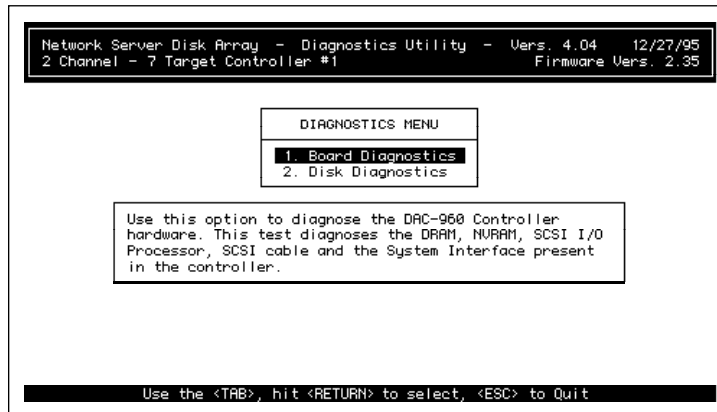 Network Server Disk Array - Diagnostics Utility - Vers. 4.04 12/27/95
2 Channel - 7 Target Controller #1 Firmware Vers. 2.35
DIAGNOSTICS MENU
1. Board Diagnostics
2. Disk Diagnostics
Use this option to diagnose the DAC-960 Controller
hardware. This test diagnoses the DRAM, NVRAM, SCSI I/O
Processor, SCSI cable and the System Interface present
in the controller.
Use the <TAB>, hit <RETURN> to select, <ESC> to Quit